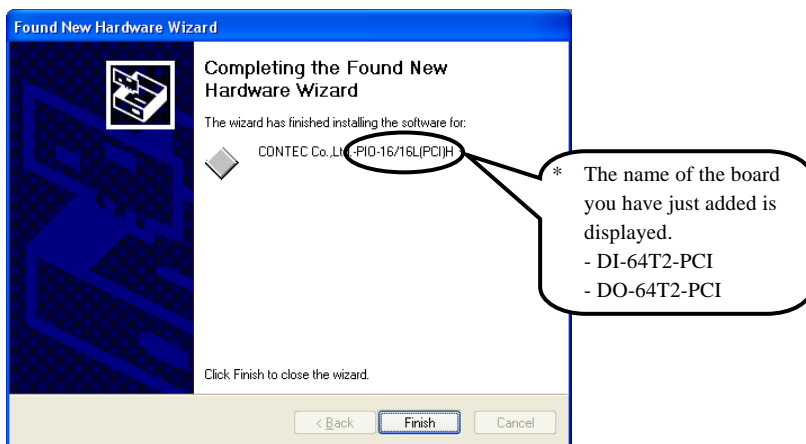 Found New Hardware Wizard
Completing the Found New
Hardware Wizard
The wizard has finished installing the software for:
CONTEC Co.,Ltd.-PIO-16/16L(PCI)H
* The name of the board
you have just added is
displayed.
- DI-64T2-PCI
- DO-64T2-PCI
Click Finish to close the wizard.
< Back Finish Cancel